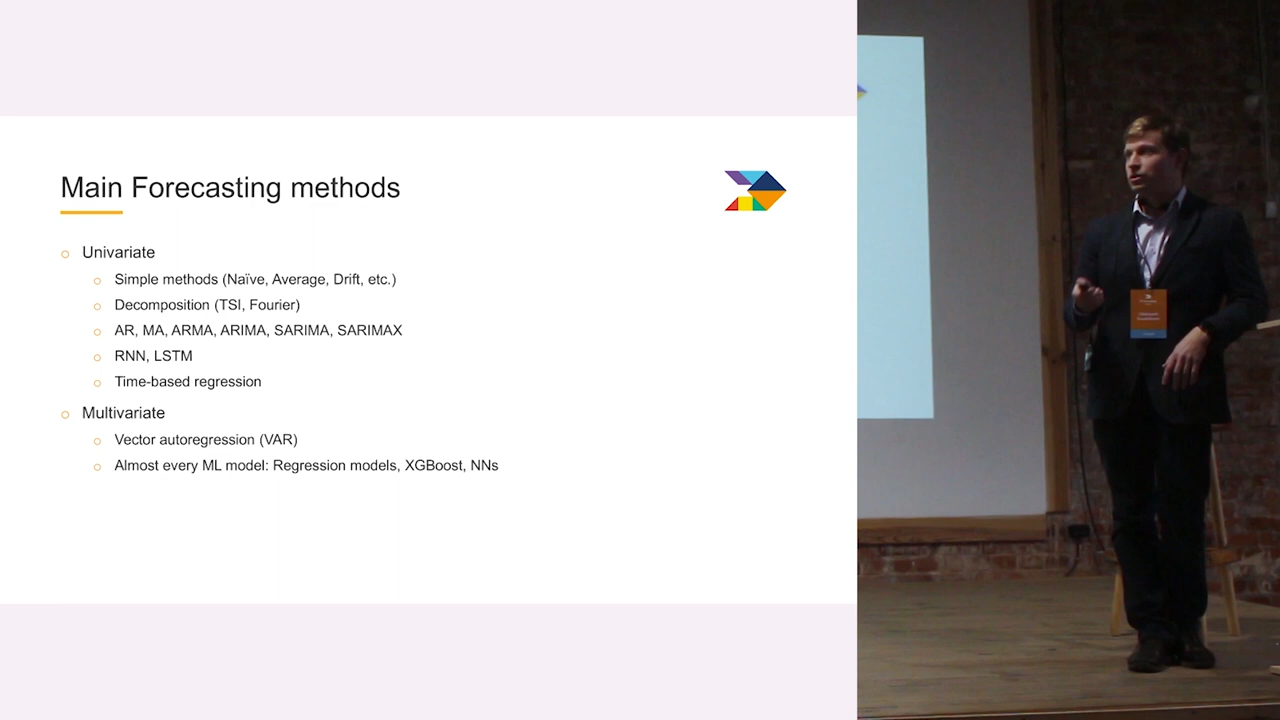 Main Forecasting methods
Univariate
Simple methods (Naïve, Average, Drift, etc.)
Decomposition (TSI, Fourier)
AR, MA, ARMA, ARIMA, SARIMA, SARIMAX
RNN, LSTM
Time-based regression
Multivariate
Vector autoregression (VAR)
Almost every ML model: Regression models, XGBoost, NNs